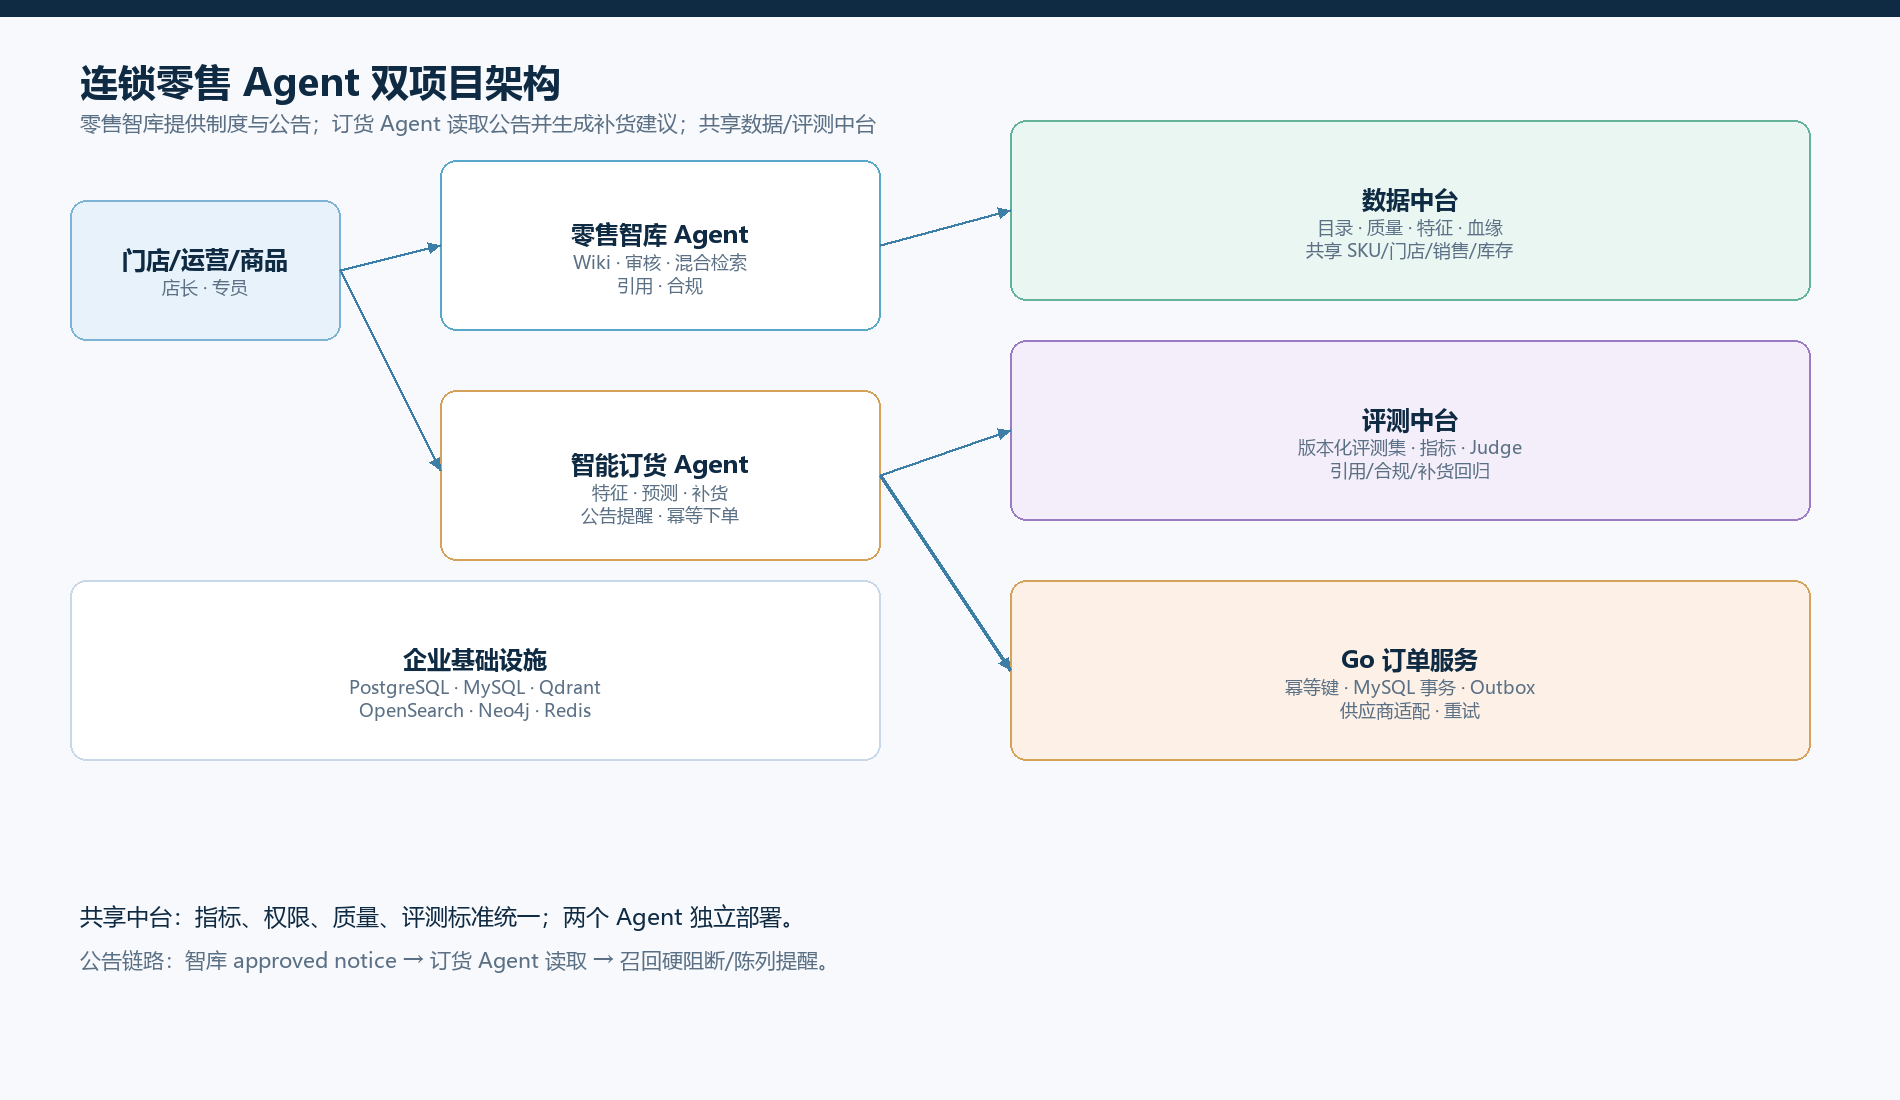 连锁零售 Agent 双项目架构
零售智库提供制度与公告；订货 Agent 读取公告并生成补货建议；共享数据/评测中台
门店/运营/商品
店长 · 专员
零售智库 Agent
Wiki · 审核 · 混合检索
引用 · 合规
数据中台
目录 · 质量 · 特征 · 血缘
共享 SKU/门店/销售/库存
智能订货 Agent
特征 · 预测 · 补货
公告提醒 · 幂等下单
评测中台
版本化评测集 · 指标 · Judge
引用/合规/补货回归
企业基础设施
PostgreSQL · MySQL · Qdrant
OpenSearch · Neo4j · Redis
Go 订单服务
幂等键 · MySQL 事务 · Outbox
供应商适配 · 重试
共享中台：指标、权限、质量、评测标准统一；两个 Agent 独立部署。
公告链路：智库 approved notice → 订货 Agent 读取 → 召回硬阻断/陈列提醒。